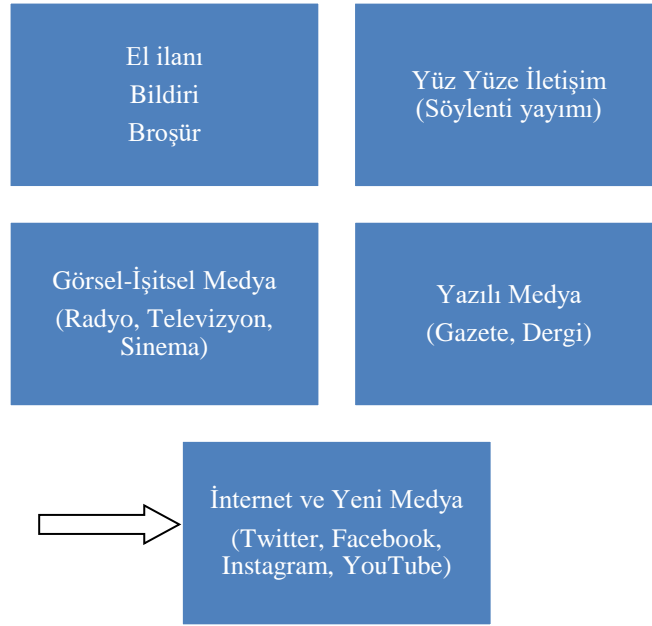 El ilanı
Bildiri
Broşür
Yüz Yüze İletişim
(Söylenti yayımı)
Görsel-İşitsel Medya
(Radyo, Televizyon,
Sinema)
Yazılı Medya
(Gazete, Dergi)
İnternet ve Yeni Medya
(Twitter, Facebook,
Instagram, YouTube)